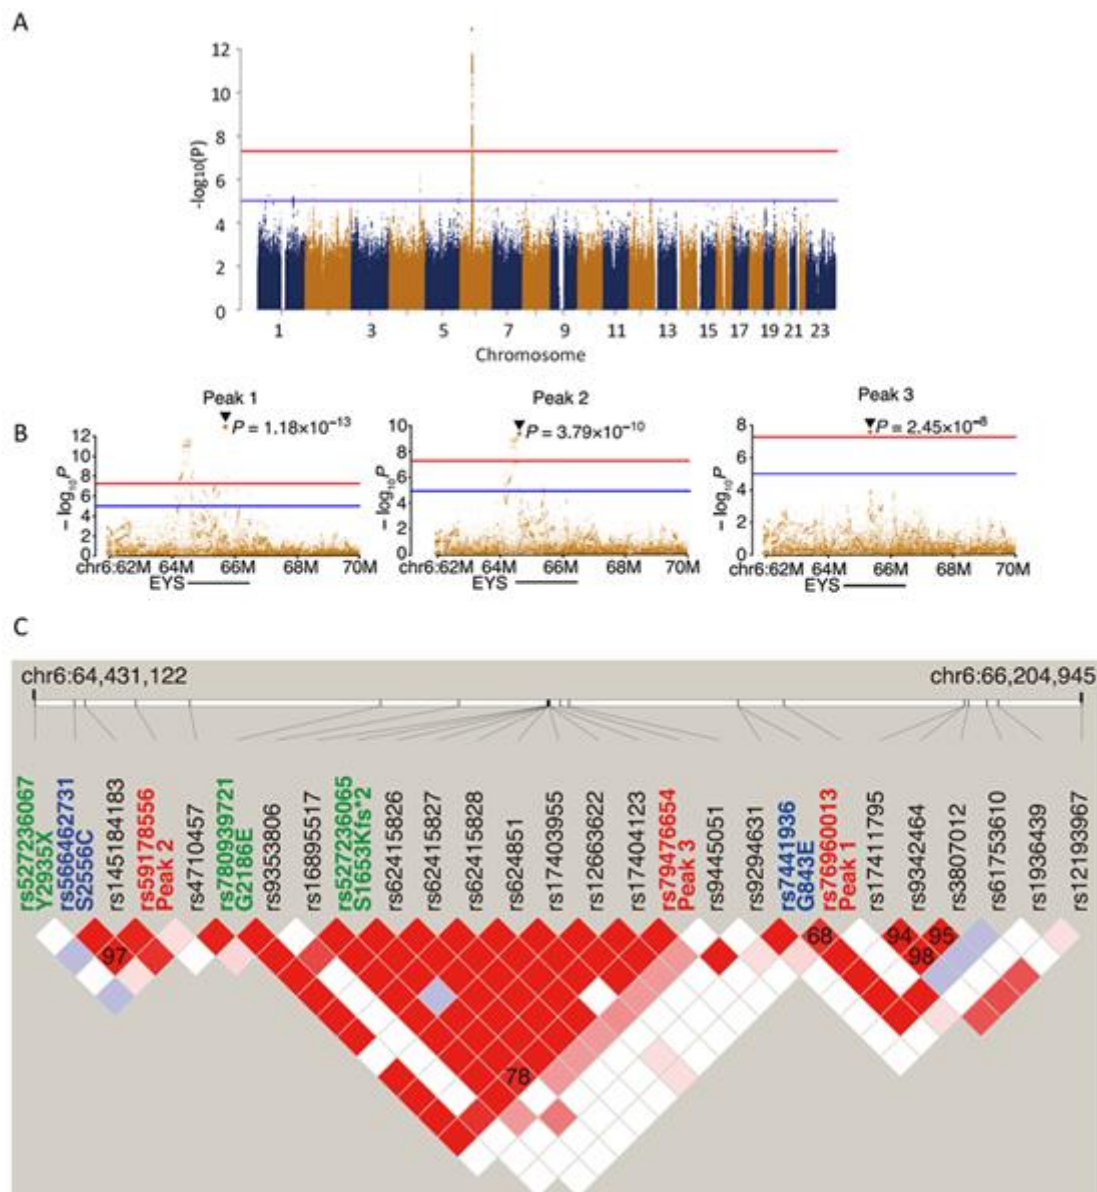 A
12
10
8
6
4
2
0
-log10(P)
1 3 5 7 9 11 13 15 17 19 21 23
Chromosome
B
Peak 1
P = 1.18×10−13
12
10
8
6
4
2
0
− log10 P
chr6:62M 64M 66M 68M 70M
EYS
Peak 2
P = 3.79×10−10
10
8
6
4
2
0
− log10 P
chr6:62M 64M 66M 68M 70M
EYS
Peak 3
P = 2.45×10−8
8
6
4
2
0
− log10 P
chr6:62M 64M 66M 68M 70M
EYS
C
chr6:64,431,122 chr6:66,204,945
rs527236067
Y2935X
rs566462731
S2556C
rs145184183
rs59178556
Peak 2
rs4710457
rs780939721
G2186E
rs9353806
rs16895517
rs527236065
S1653Kfs*2
rs62415826
rs62415827
rs62415828
rs624851
rs17403955
rs12663622
rs17404123
rs79476654
Peak 3
rs9445051
rs9294631
rs74419361
G843E
rs76960013
Peak 1
rs17411795
rs9342464
rs3807012
rs61753610
rs1936439
rs12193967
97
68
94
95
98
78